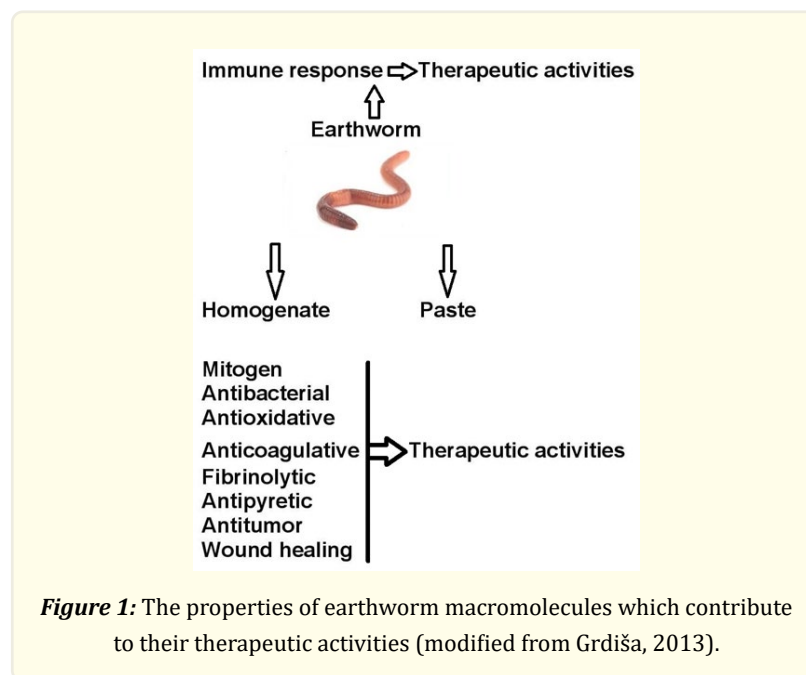 Immune response ⇨ Therapeutic activities
Earthworm
Homogenate Paste
Mitogen
Antibacterial
Antioxidative
Anticoagulative Therapeutic activities
Fibrinolytic
Antipyretic
Antitumor
Wound healing
Figure 1: The properties of earthworm macromolecules which contribute
to their therapeutic activities (modified from Grdiša, 2013).